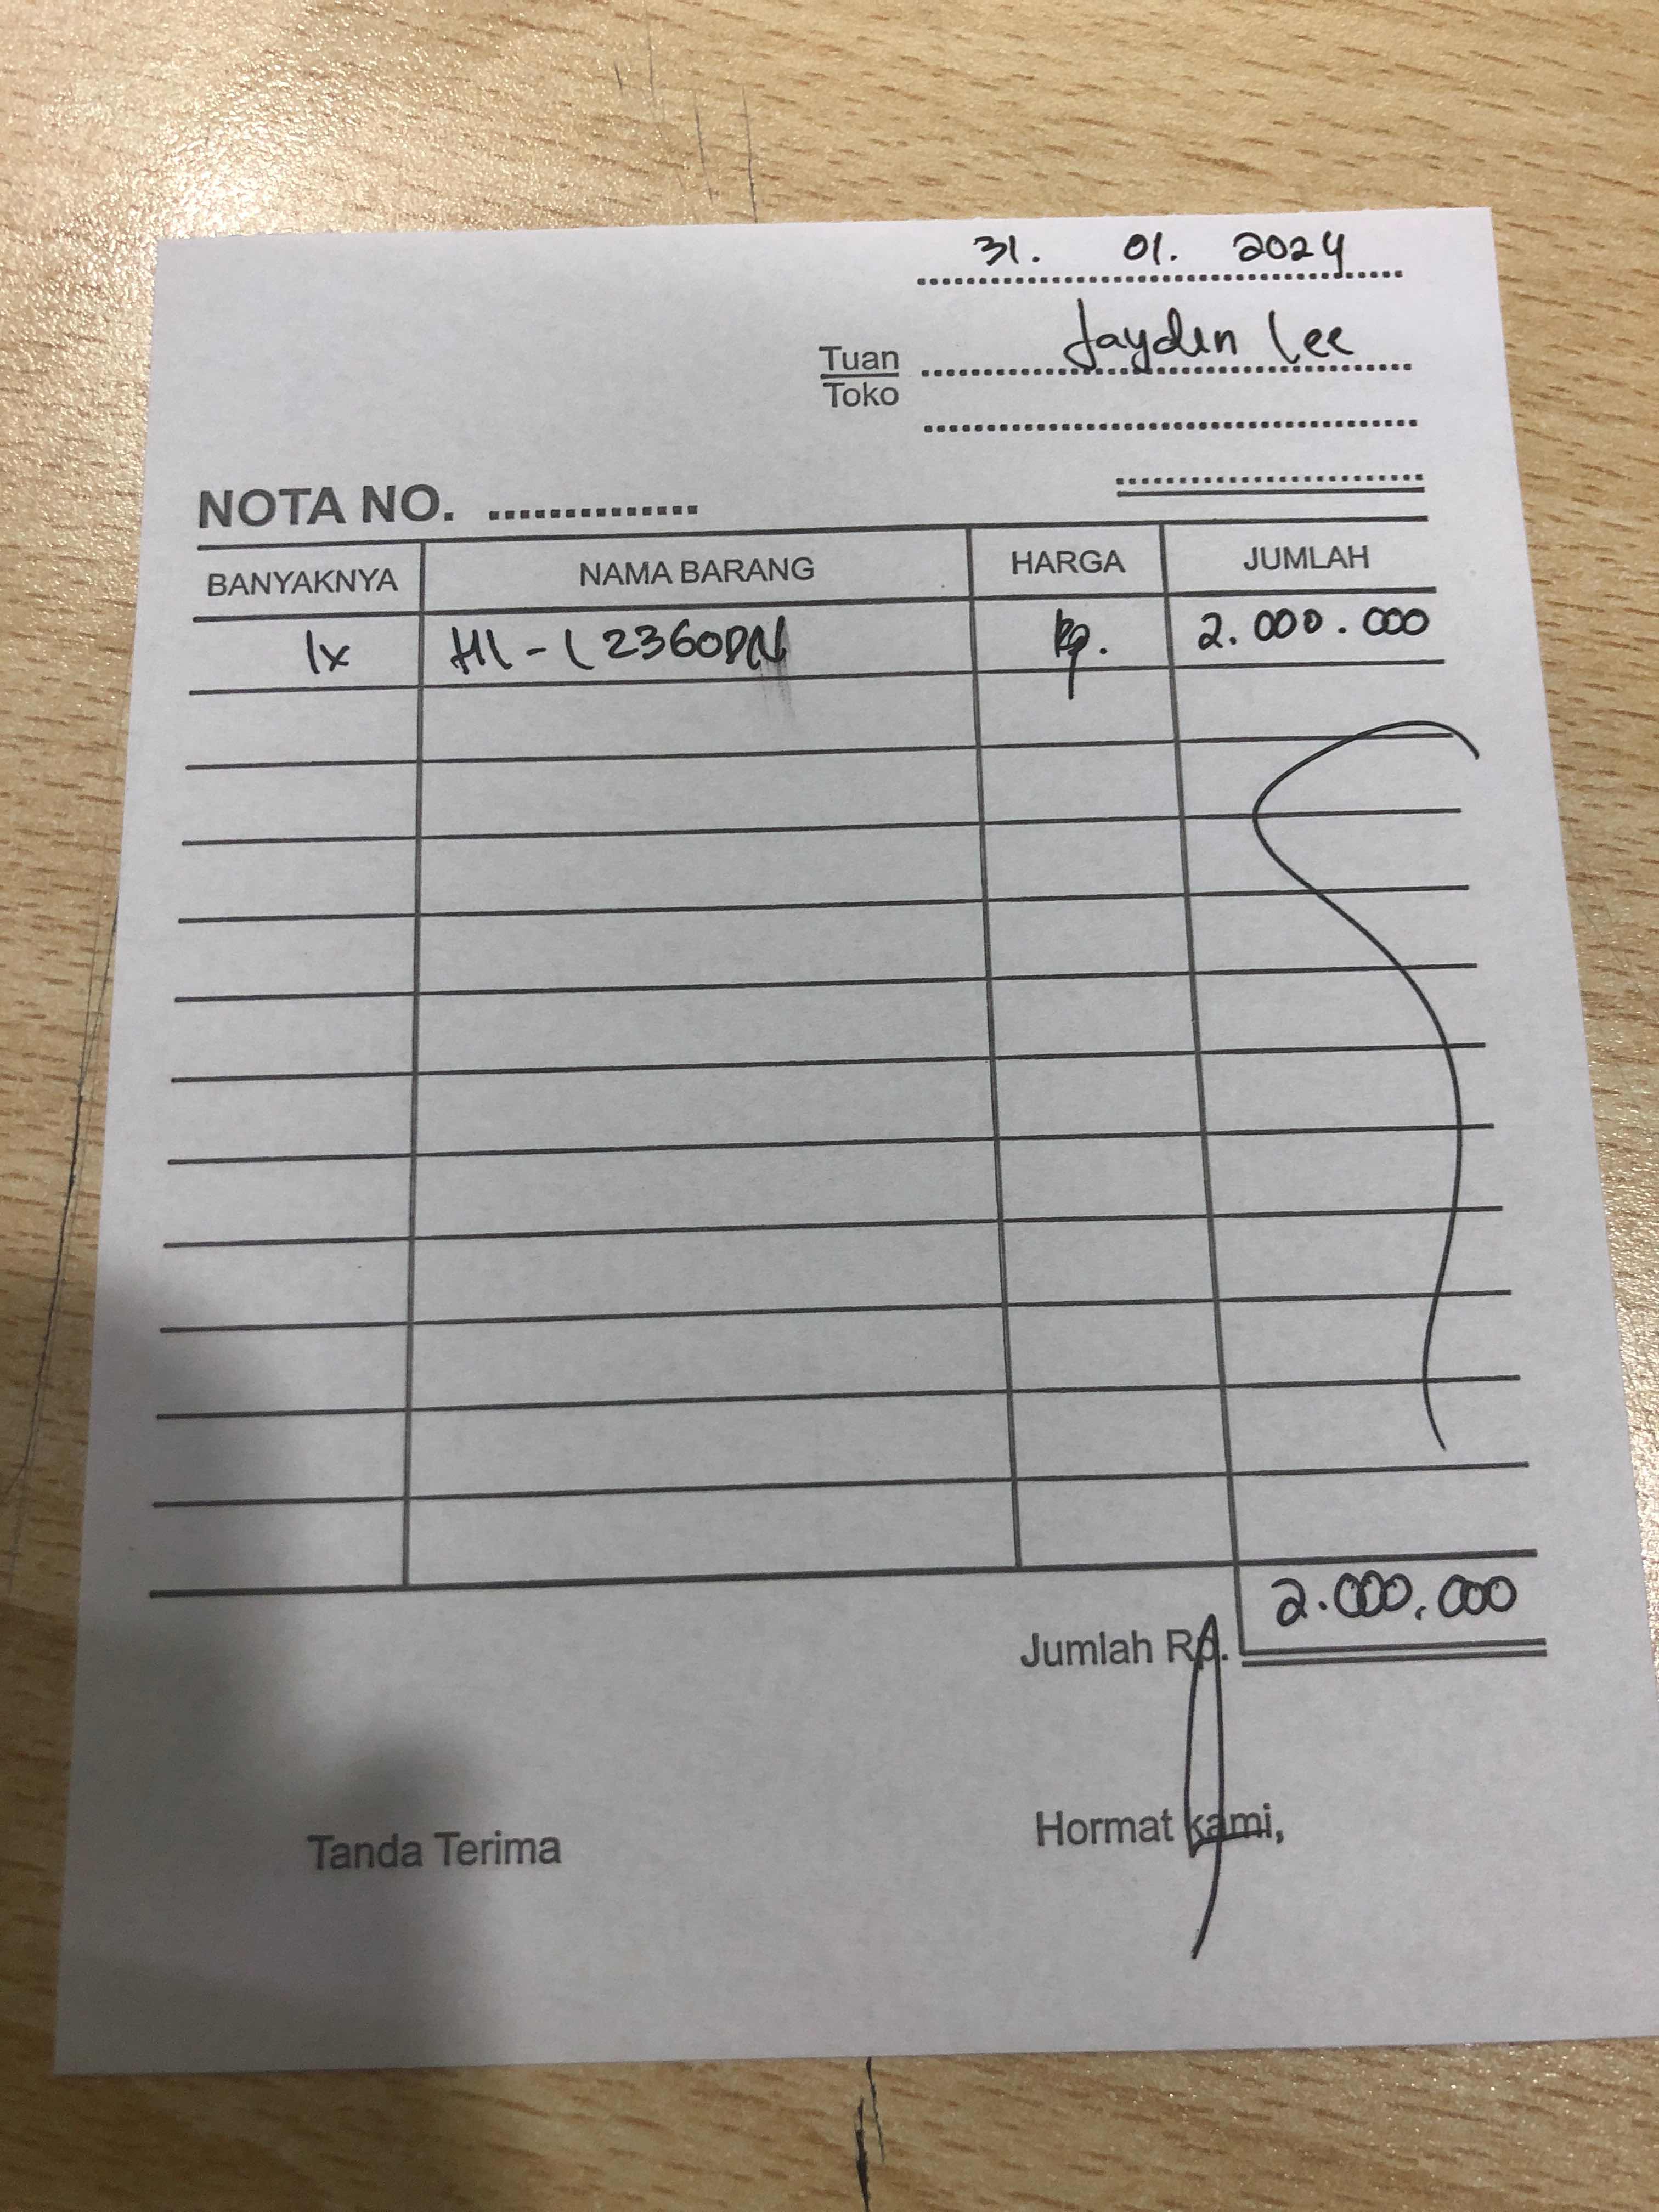 31. 01. 2024
Tuan Jayden Lee
Toko
NOTA NO. ..............
BANYAKNYA NAMA BARANG HARGA JUMLAH
1x HL-L2360DN Rp. 2.000.000
Jumlah Rp. 2.000.000
Tanda Terima Hormat kami,